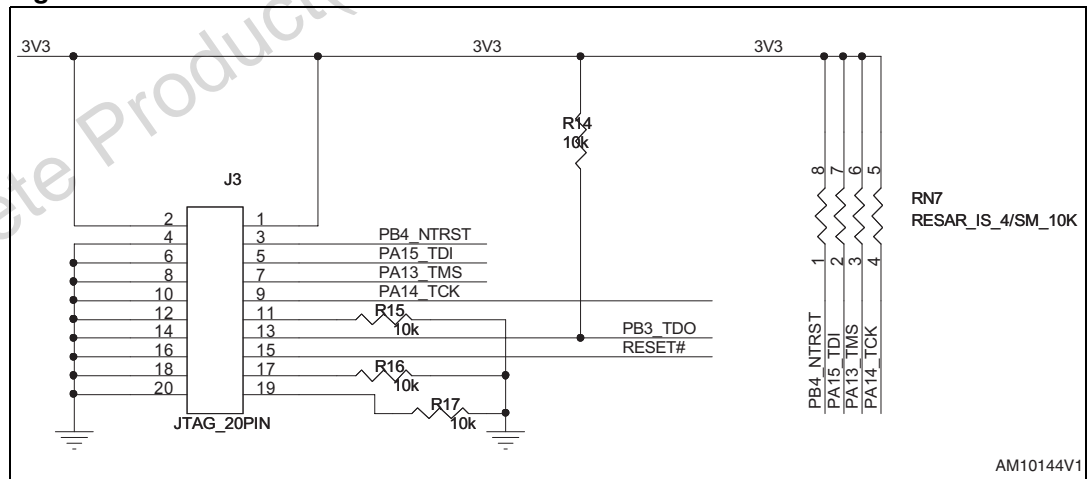 ete Product(
3V3 3V3 3V3
R14
10k
J3
8 7 6 5
RN7
RESAR_IS_4/SM_10K
2 1
4 3 PB4_NTRST
6 5 PA15_TDI
8 7 PA13_TMS
10 9 PA14_TCK
12 11 R15 10k
14 13 PB3_TDO
16 15 RESET#
18 17 R16 10k
20 19 R17 10k
JTAG_20PIN
1 2 3 4
PB4_NTRST
PA15_TDI
PA13_TMS
PA14_TCK
AM10144V1